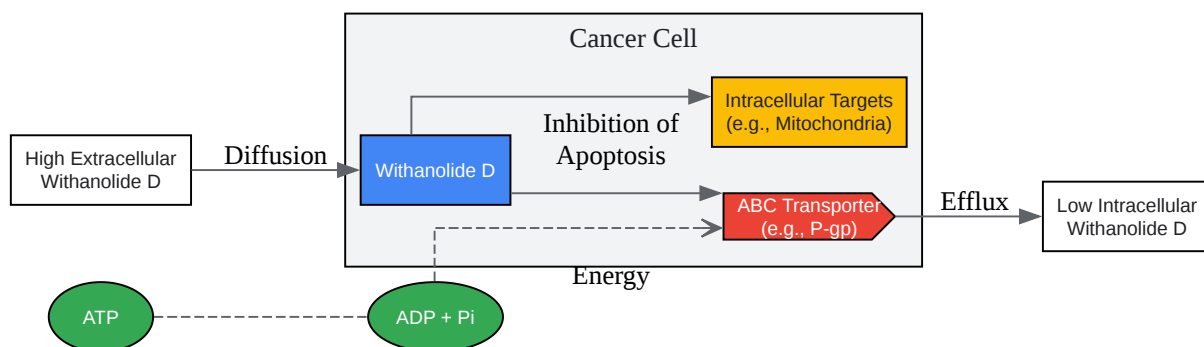 Cancer Cell
Intracellular Targets
(e.g., Mitochondria)
Inhibition of
Apoptosis
High Extracellular
Withanolide D
Diffusion
Withanolide D
ABC Transporter
(e.g., P-gp)
Efflux
Low Intracellular
Withanolide D
Energy
ATP
ADP + Pi